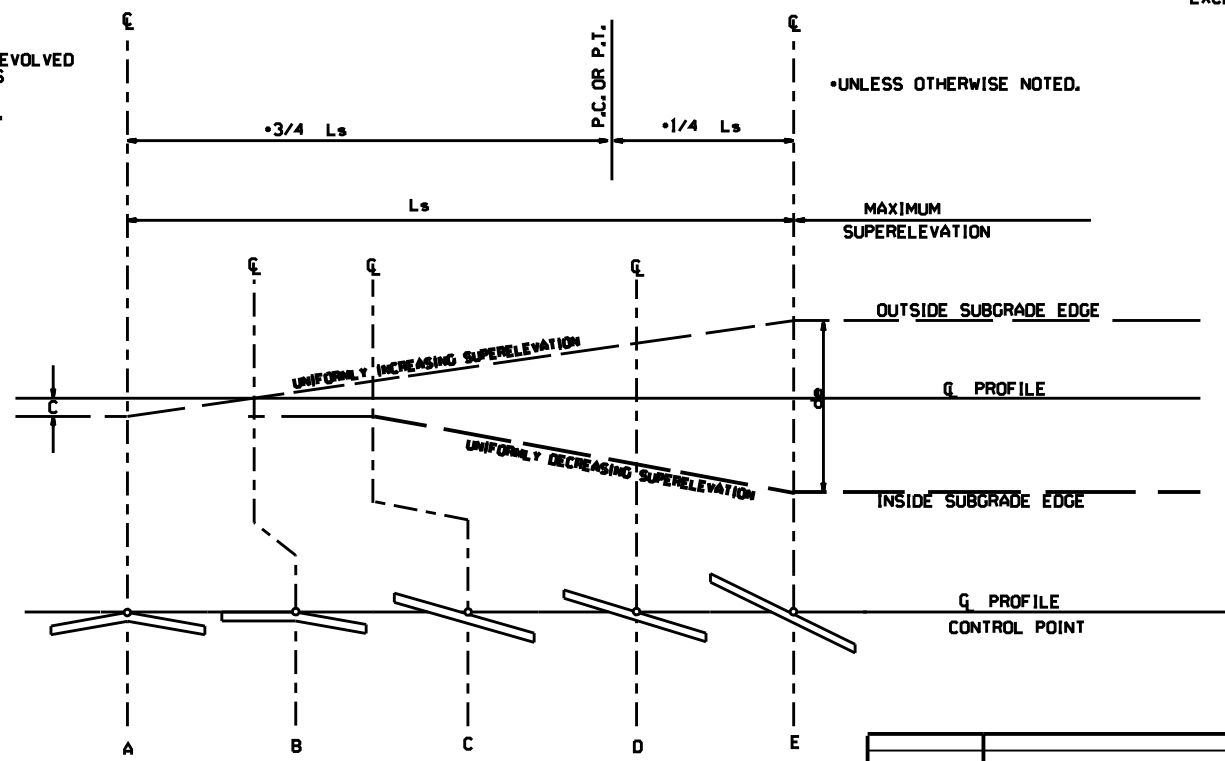 ℄
℄
EVOLVED
P.C. OR P.T.
*UNLESS OTHERWISE NOTED.
*3/4 Ls
*1/4 Ls
Ls
MAXIMUM
SUPERELEVATION
℄
℄
℄
OUTSIDE SUBGRADE EDGE
UNIFORMLY INCREASING SUPERELEVATION
℄ PROFILE
C
UNIFORMLY DECREASING SUPERELEVATION
INSIDE SUBGRADE EDGE
℄ PROFILE
CONTROL POINT
A
B
C
D
E